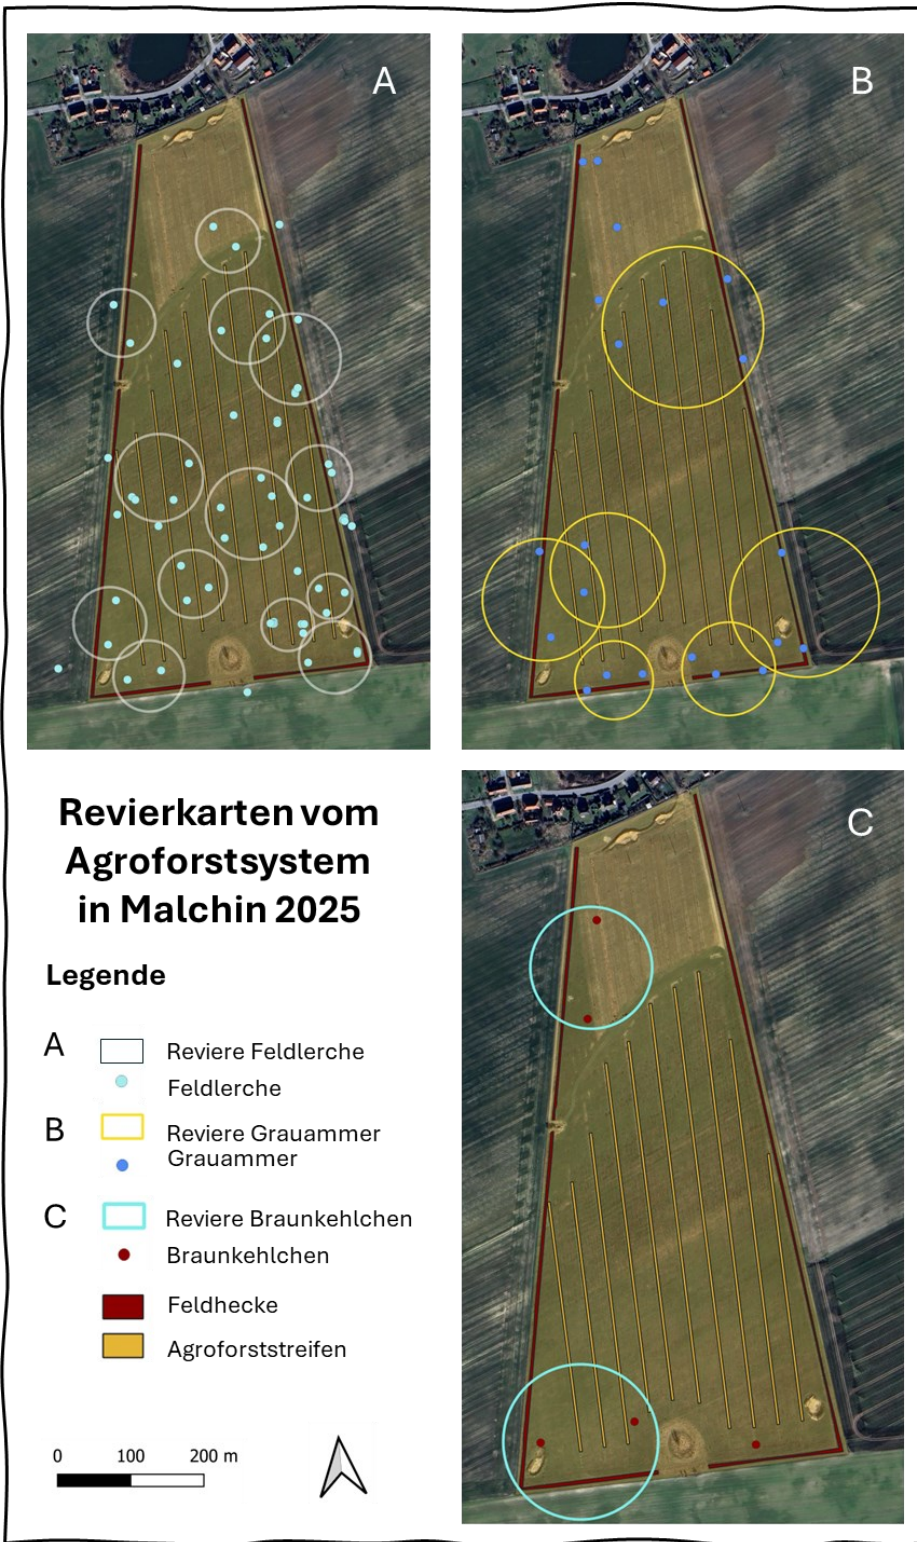 A
B
Revierkarten vom
Agroforstsystem
in Malchin 2025
C
Legende
A
Reviere Feldlerche
Feldlerche
B
Reviere Grauammer
Grauammer
C
Reviere Braunkehlchen
Braunkehlchen
Feldhecke
Agroforststreifen
0 100 200 m